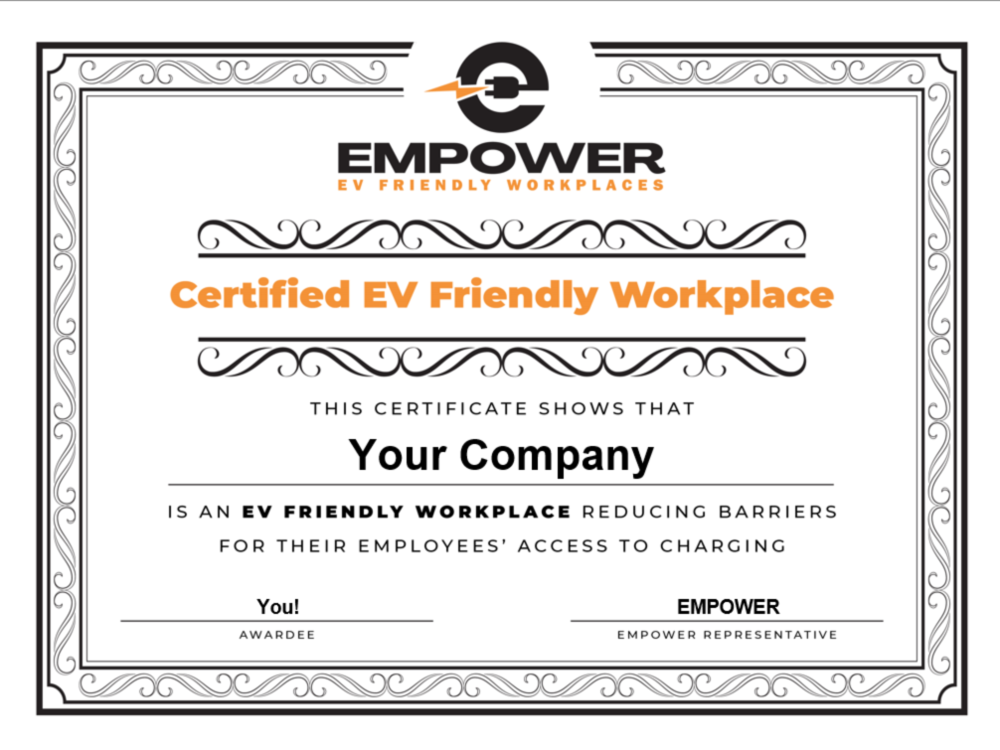 EMPOWER
EV FRIENDLY WORKPLACES
Certified EV Friendly Workplace
THIS CERTIFICATE SHOWS THAT
Your Company
IS AN EV FRIENDLY WORKPLACE REDUCING BARRIERS
FOR THEIR EMPLOYEES’ ACCESS TO CHARGING
You! EMPOWER
AWARDEE EMPOWER REPRESENTATIVE